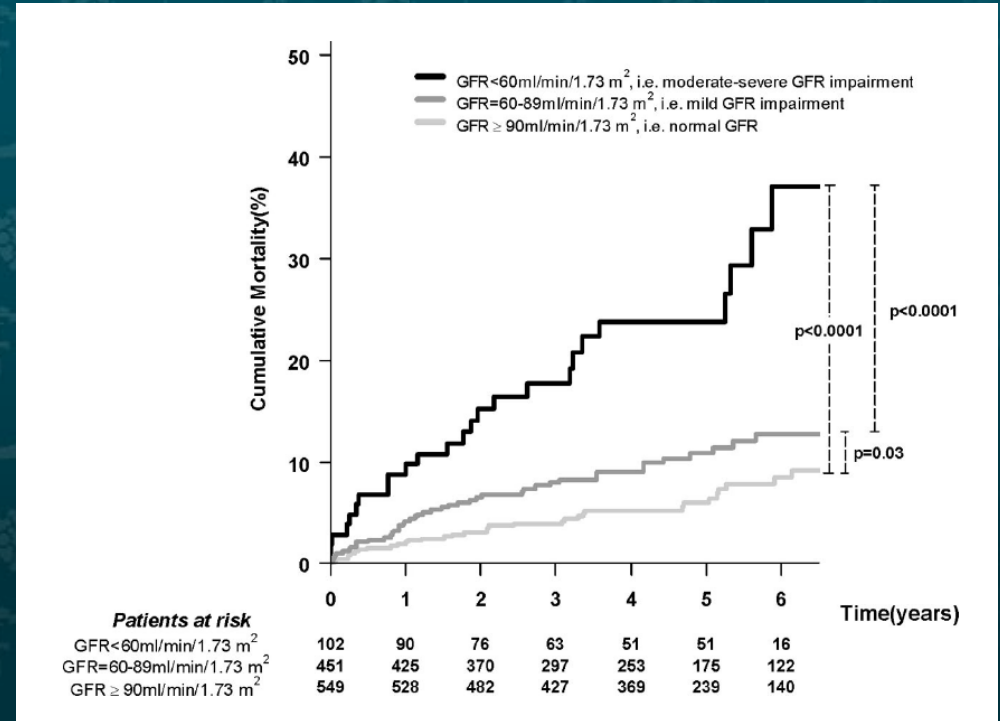 50
GFR<60ml/min/1.73 m², i.e. moderate-severe GFR impairment
GFR=60-89ml/min/1.73 m², i.e. mild GFR impairment
GFR ≥ 90ml/min/1.73 m², i.e. normal GFR
40
30
20
10
0
Cumulative Mortality(%)
p<0.0001
p<0.0001
p=0.03
0 1 2 3 4 5 6
Time(years)
Patients at risk
GFR<60ml/min/1.73 m² 102 90 76 63 51 51 16
GFR=60-89ml/min/1.73 m² 451 425 370 297 253 175 122
GFR ≥ 90ml/min/1.73 m² 549 528 482 427 369 239 140